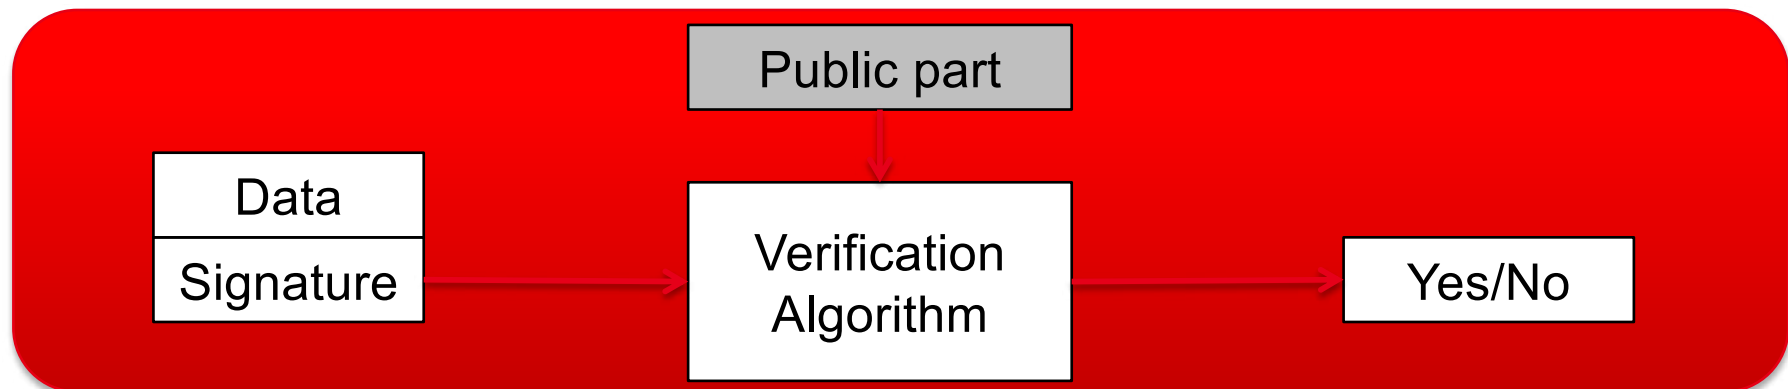 Public part
Data
Signature
Verification
Algorithm
Yes/No